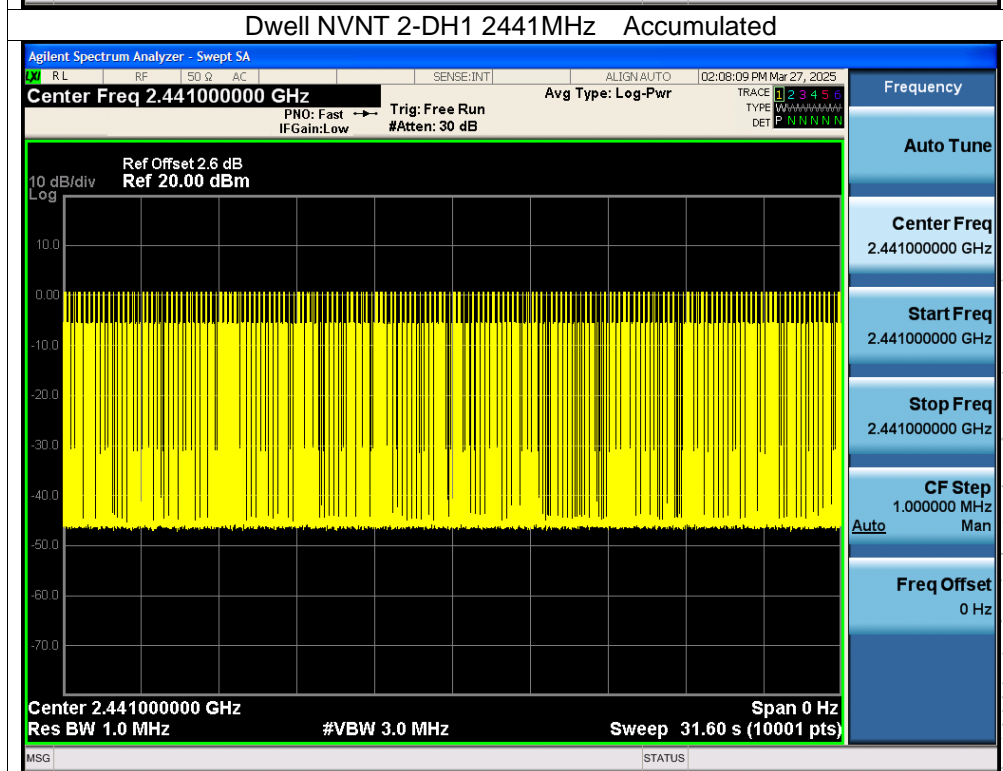 Dwell NVNT 2-DH1 2441MHz Accumulated
Agilent Spectrum Analyzer - Swept SA
LXI RL RF 50 Ω AC SENSE:INT ALIGN AUTO 02:08:09 PM Mar 27, 2025
Center Freq 2.441000000 GHz
PNO: Fast
IFGain:Low
Trig: Free Run
#Atten: 30 dB
Avg Type: Log-Pwr
TRACE 1 2 3 4 5 6
TYPE WWWWWW
DET P N N N N N
Ref Offset 2.6 dB
10 dB/div Ref 20.00 dBm
Log
10.0
0.00
-10.0
-20.0
-30.0
-40.0
-50.0
-60.0
-70.0
Center 2.441000000 GHz Span 0 Hz
Res BW 1.0 MHz #VBW 3.0 MHz Sweep 31.60 s (10001 pts)
MSG STATUS
Frequency
Auto Tune
Center Freq
2.441000000 GHz
Start Freq
2.441000000 GHz
Stop Freq
2.441000000 GHz
CF Step
1.000000 MHz
Auto Man
Freq Offset
0 Hz